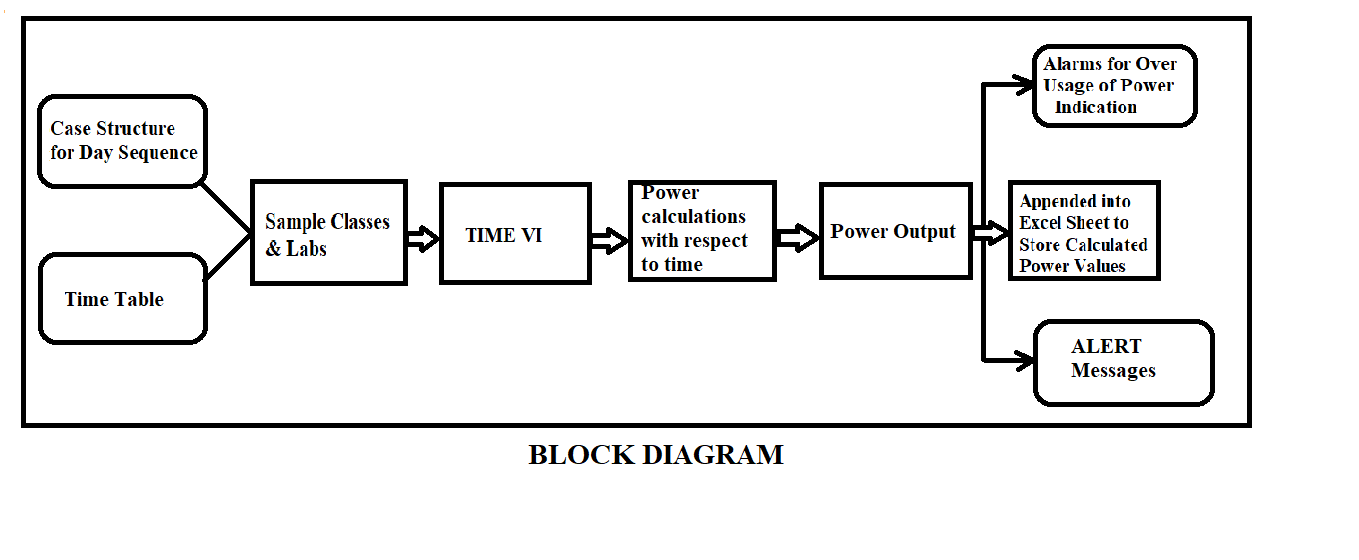 Case Structure
for Day Sequence
Time Table
Sample Classes
& Labs
TIME VI
Power
calculations
with respect
to time
Power Output
Alarms for Over
Usage of Power
Indication
Appended into
Excel Sheet to
Store Calculated
Power Values
ALERT
Messages
BLOCK DIAGRAM